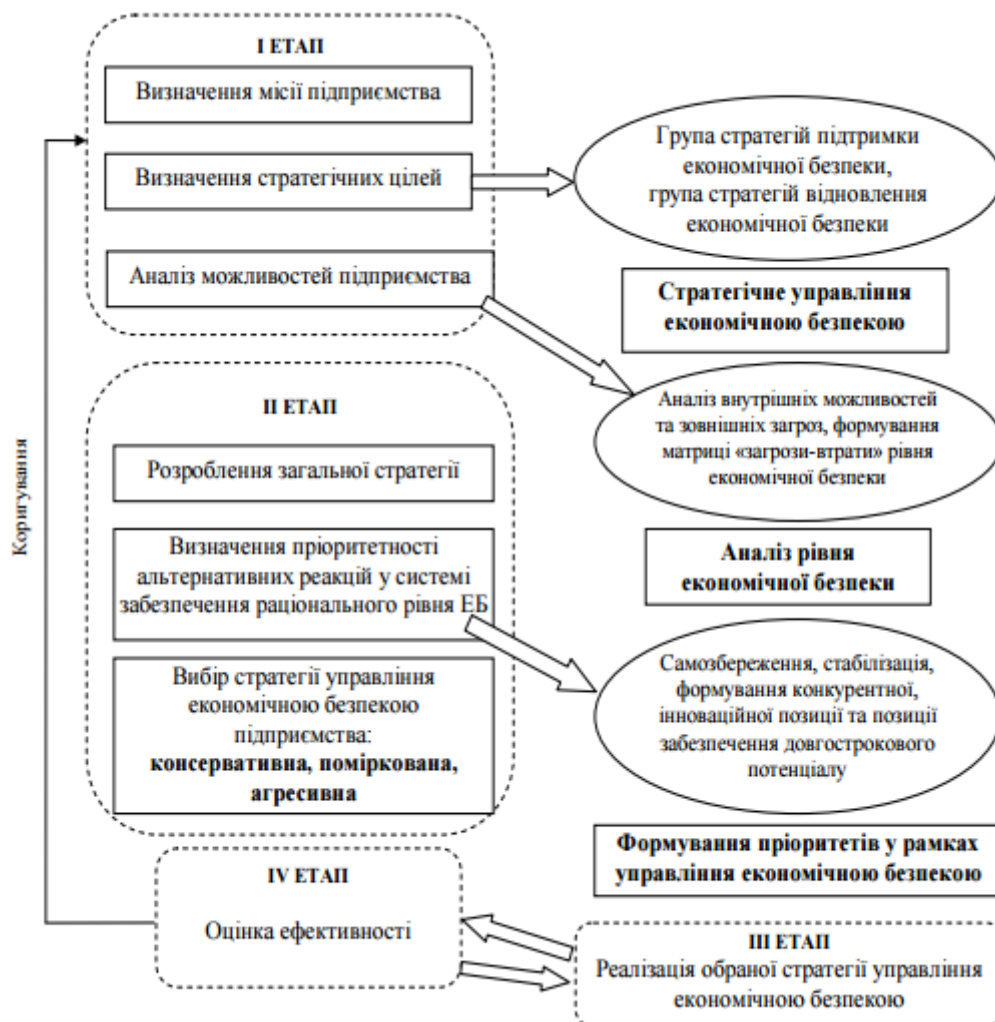 І ЕТАП
Визначення місії підприємства
Визначення стратегічних цілей
Аналіз можливостей підприємства
Група стратегій підтримки
економічної безпеки,
група стратегій відновлення
економічної безпеки
Стратегічне управління
економічною безпекою
Аналіз внутрішніх можливостей
та зовнішніх загроз, формування
матриці «загрози-втрати» рівня
економічної безпеки
Аналіз рівня
економічної безпеки
ІІ ЕТАП
Розроблення загальної стратегії
Визначення пріоритетності
альтернативних реакцій у системі
забезпечення раціонального рівня ЕБ
Вибір стратегії управління
економічною безпекою
підприємства:
консервативна, поміркована,
агресивна
Самозбереження, стабілізація,
формування конкурентної,
інноваційної позиції та позиції
забезпечення довгострокового
потенціалу
Формування пріоритетів у рамках
управління економічною безпекою
Коригування
IV ЕТАП
Оцінка ефективності
ІІІ ЕТАП
Реалізація обраної стратегії управління
економічною безпекою